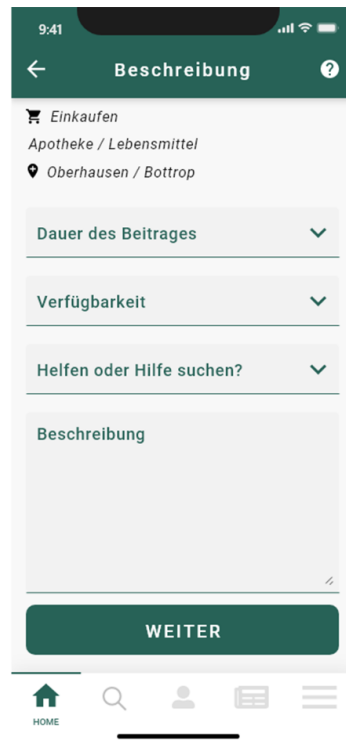 9:41
Beschreibung
Einkaufen
Apotheke / Lebensmittel
Oberhausen / Bottrop
Dauer des Beitrages
Verfügbarkeit
Helfen oder Hilfe suchen?
Beschreibung
WEITER
HOME